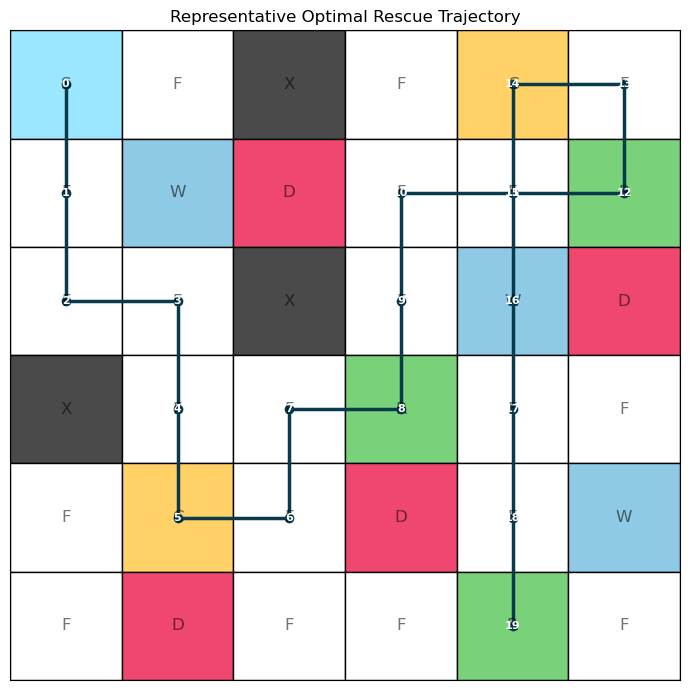 Representative Optimal Rescue Trajectory
0 F X F 14 13
1 W D 10 15 12
2 3 X 9 16 D
X 4 7 8 17 F
F 5 6 D 18 W
F D F F 19 F